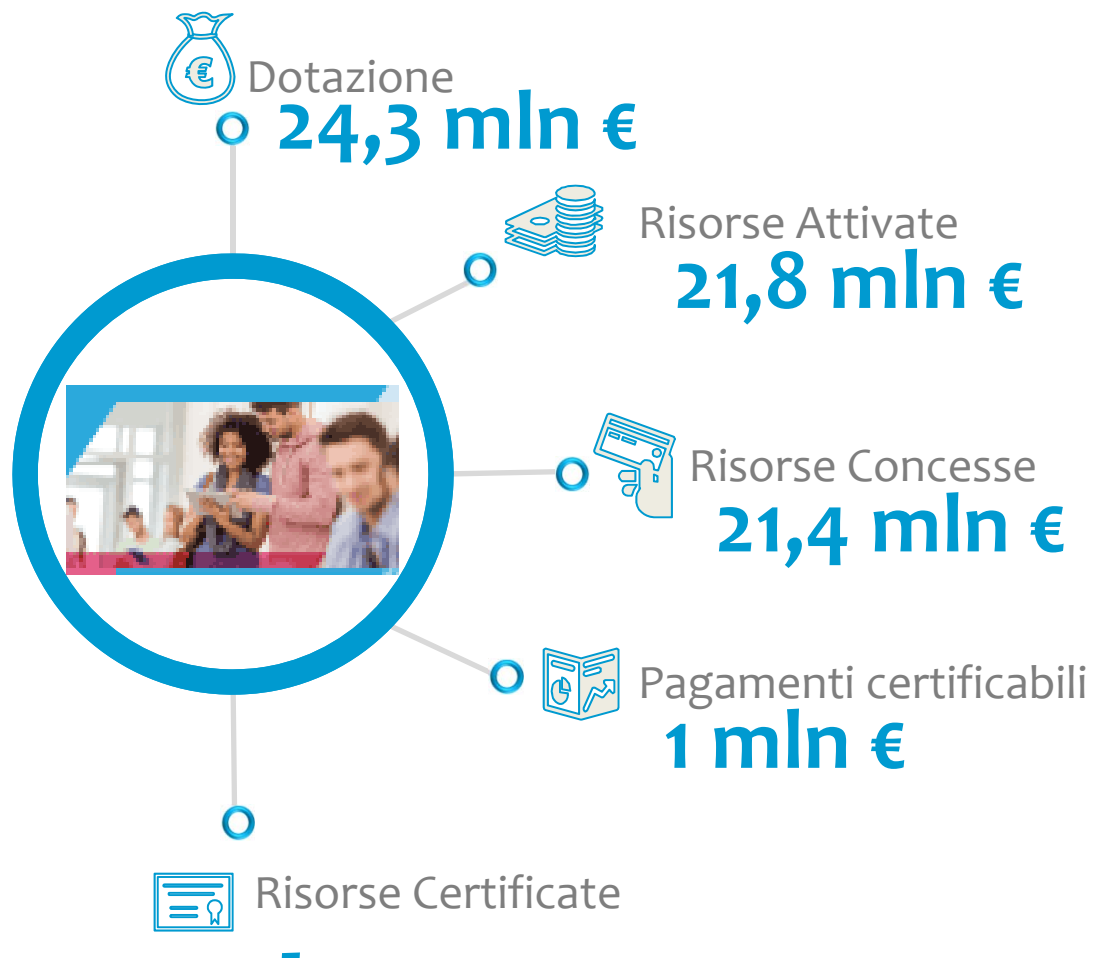 Dotazione
24,3 mln €
Risorse Attivate
21,8 mln €
Risorse Concesse
21,4 mln €
Pagamenti certificabili
1 mln €
Risorse Certificate